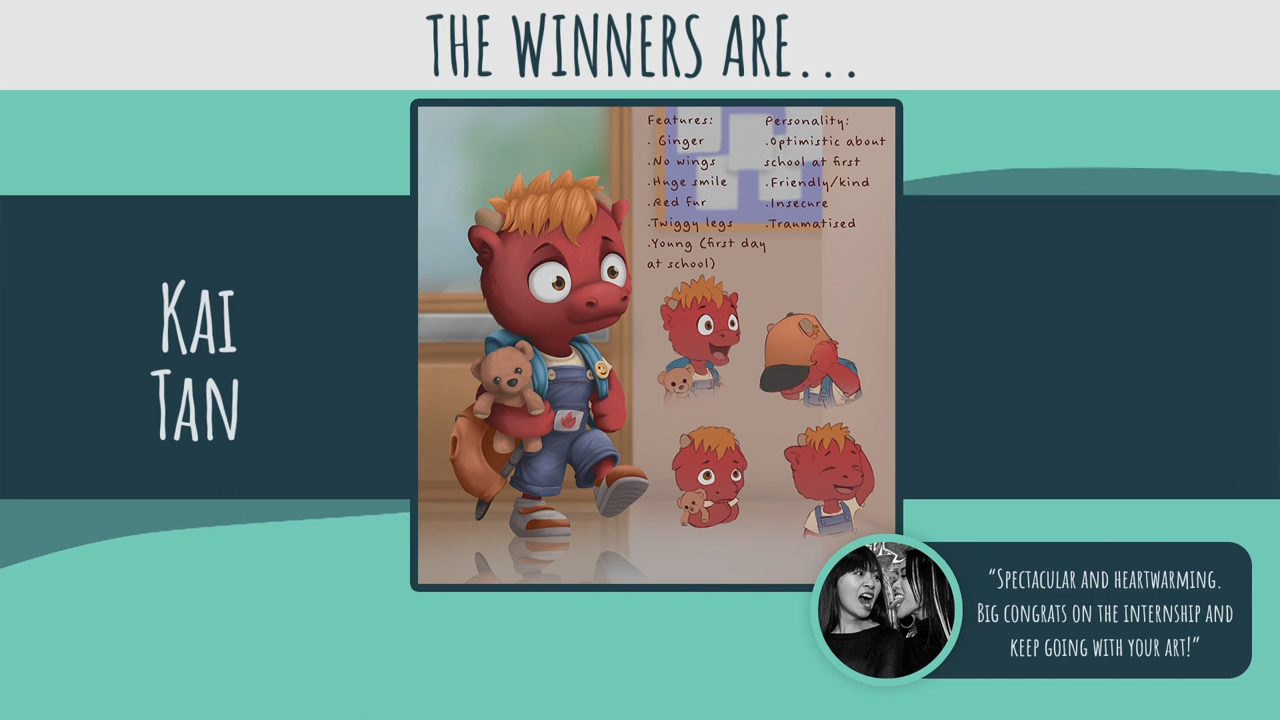 THE WINNERS ARE...
KAI
TAN
Features:
. Ginger
.No wings
.Huge smile
.Red fur
.Twiggy legs
.Young (first day
at school)
Personality:
.Optimistic about
school at first
.Friendly/kind
.Insecure
.Traumatised
“SPECTACULAR AND HEARTWARMING.
BIG CONGRATS ON THE INTERNSHIP AND
KEEP GOING WITH YOUR ART!”